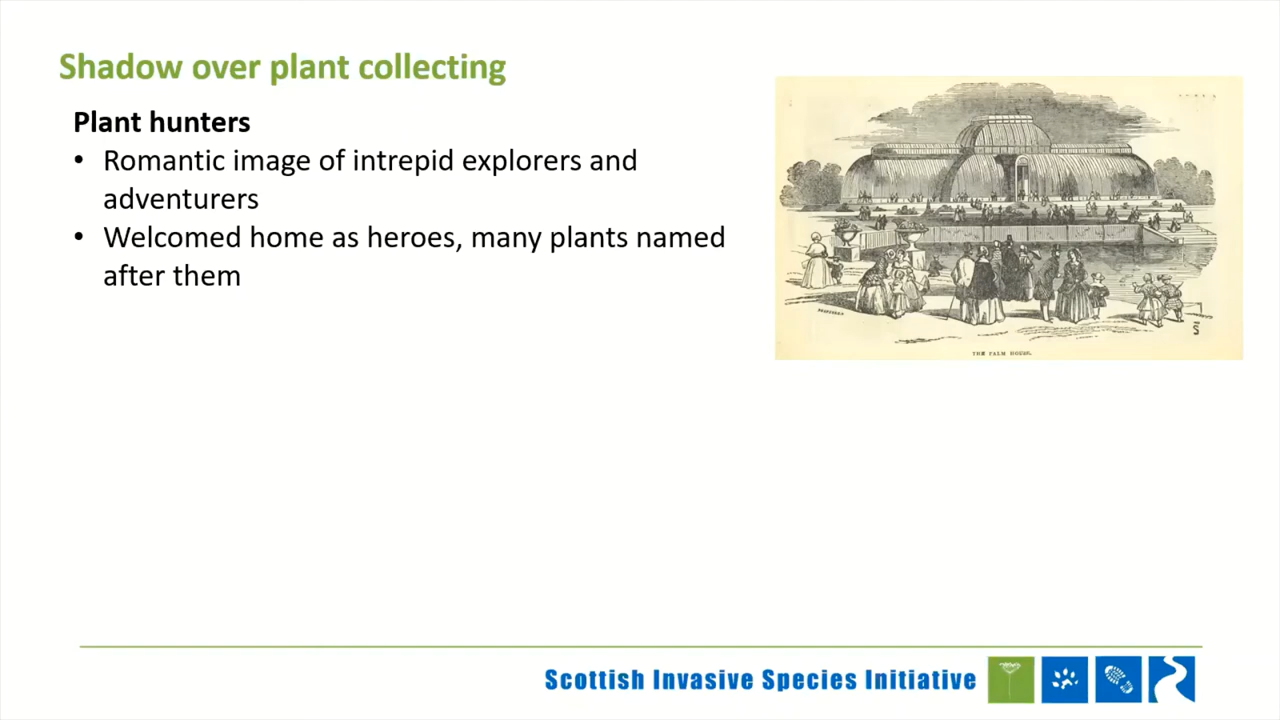 Shadow over plant collecting
Plant hunters
• Romantic image of intrepid explorers and
adventurers
• Welcomed home as heroes, many plants named
after them
THE PALM HOUSE.
Scottish Invasive Species Initiative